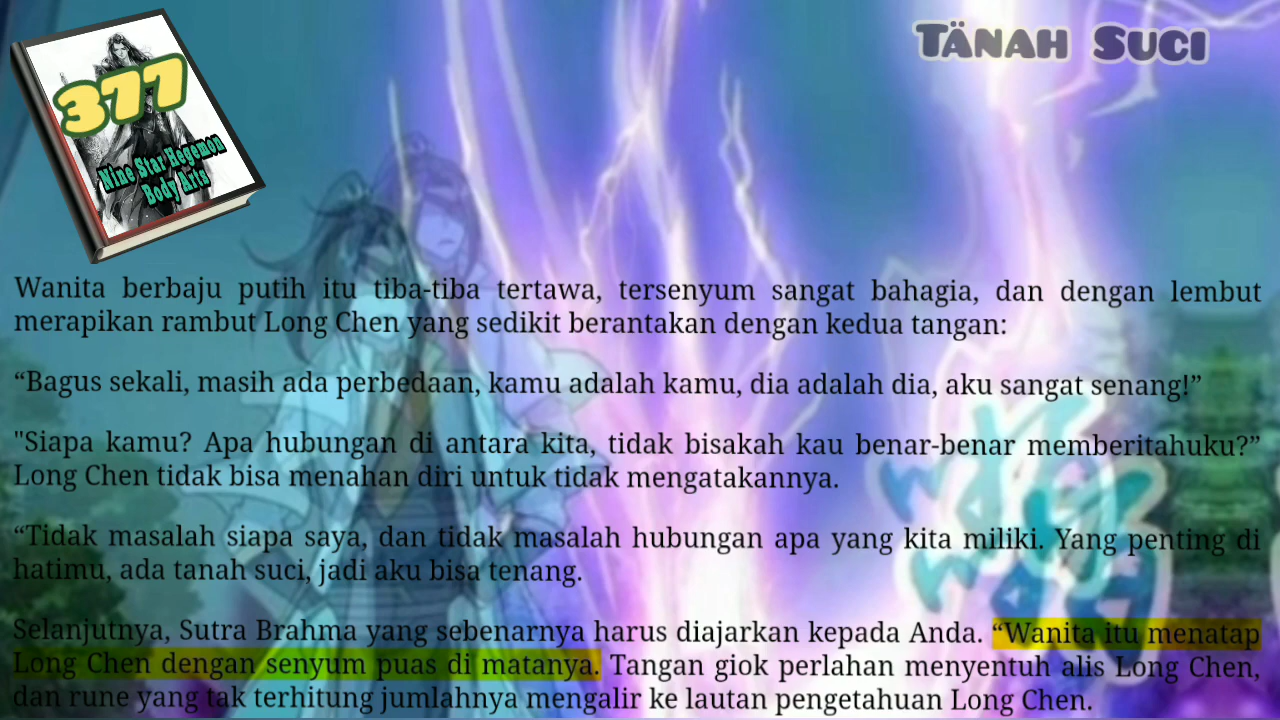 TÄNAH SUCI
377
Nine Star Hegemon
Body Arts
Wanita berbaju putih itu tiba-tiba tertawa, tersenyum sangat bahagia, dan dengan lembut
merapikan rambut Long Chen yang sedikit berantakan dengan kedua tangan:
“Bagus sekali, masih ada perbedaan, kamu adalah kamu, dia adalah dia, aku sangat senang!”
"Siapa kamu? Apa hubungan di antara kita, tidak bisakah kau benar-benar memberitahuku?”
Long Chen tidak bisa menahan diri untuk tidak mengatakannya.
“Tidak masalah siapa saya, dan tidak masalah hubungan apa yang kita miliki. Yang penting di
hatimu, ada tanah suci, jadi aku bisa tenang.
Selanjutnya, Sutra Brahma yang sebenarnya harus diajarkan kepada Anda. “Wanita itu menatap
Long Chen dengan senyum puas di matanya. Tangan giok perlahan menyentuh alis Long Chen,
dan rune yang tak terhitung jumlahnya mengalir ke lautan pengetahuan Long Chen.